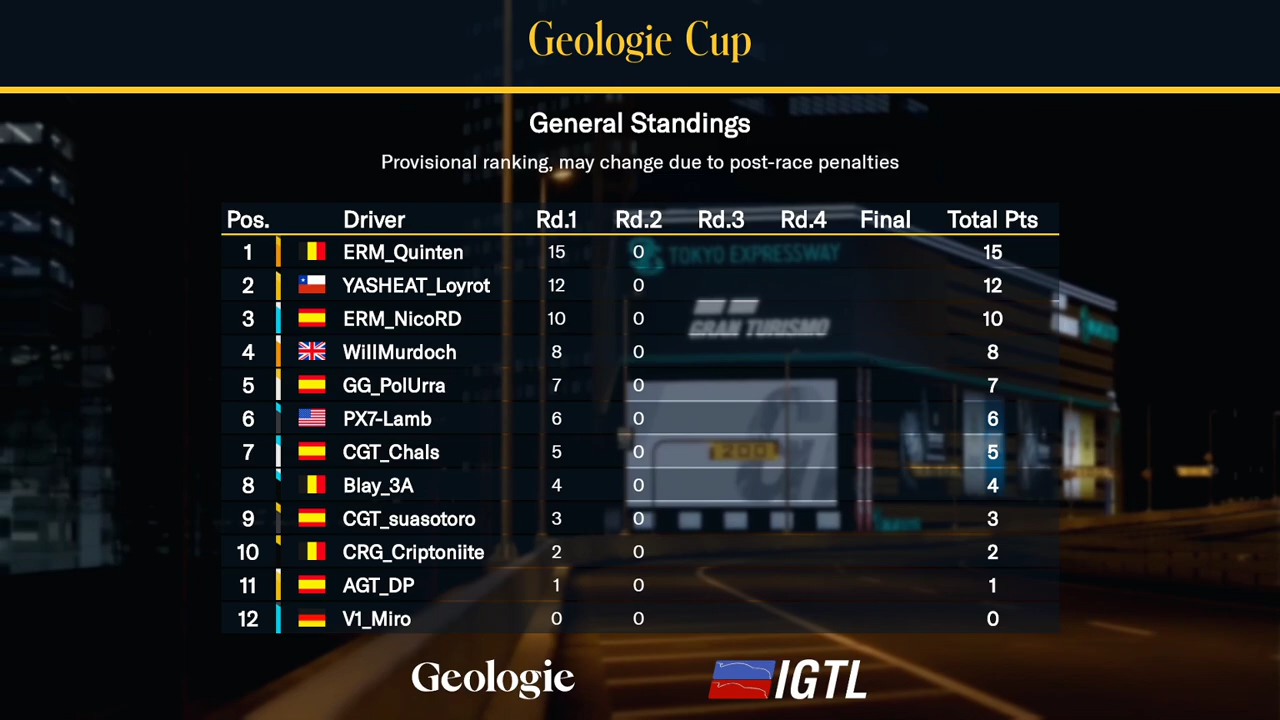 Geologie Cup
General Standings
Provisional ranking, may change due to post-race penalties
Pos. Driver Rd.1 Rd.2 Rd.3 Rd.4 Final Total Pts
1 ERM_Quinten 15 0 15
2 YASHEAT_Loyrot 12 0 12
3 ERM_NicoRD 10 0 10
4 WillMurdoch 8 0 8
5 GG_PolUrra 7 0 7
6 PX7-Lamb 6 0 6
7 CGT_Chals 5 0 5
8 Blay_3A 4 0 4
9 CGT_suasotoro 3 0 3
10 CRG_Criptoniite 2 0 2
11 AGT_DP 1 0 1
12 V1_Miro 0 0 0
TOKYO EXPRESSWAY
GRAN TURISMO
200
Geologie IGTL